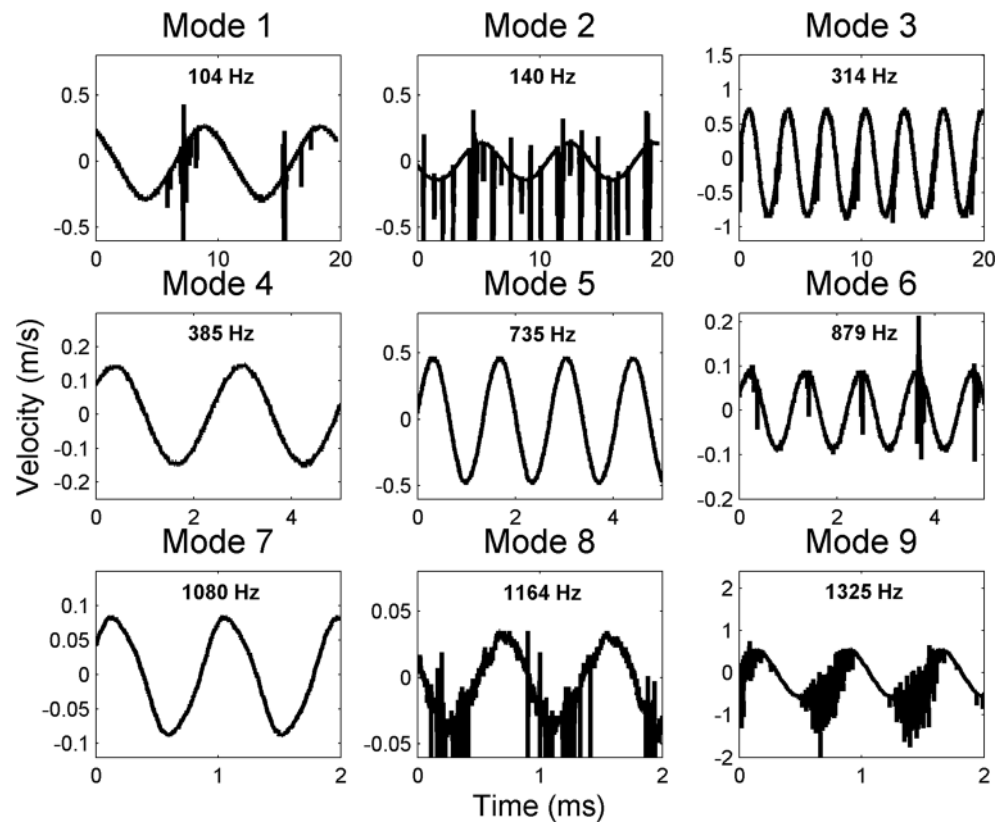 Mode 1 Mode 2 Mode 3
104 Hz 140 Hz 314 Hz
0.5 0.5 1.5
1
0.5
0 0 0
-0.5
-0.5 -0.5 -1
0 10 20 0 10 20 0 10 20
Mode 4 Mode 5 Mode 6
385 Hz 735 Hz 879 Hz
0.2 0.5 0.2
0.1 0.1
0 0 0
-0.1 -0.1
-0.2 -0.5 -0.2
0 2 4 0 2 4 0 2 4
Mode 7 Mode 8 Mode 9
1080 Hz 1164 Hz 1325 Hz
0.1 0.05 2
0.05 1
0 0 0
-0.05 -1
-0.1 -0.05 -2
0 1 2 0 1 2 0 1 2
Velocity (m/s)
Time (ms)